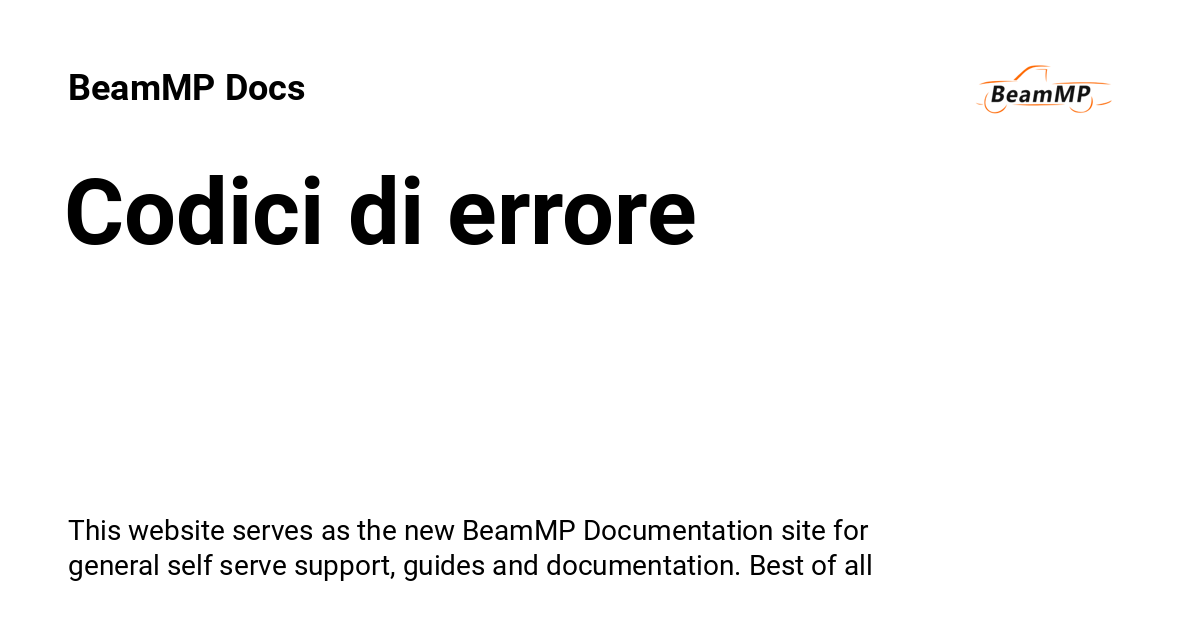 BeamMP Docs
BeamMP
Codici di errore
This website serves as the new BeamMP Documentation site for
general self serve support, guides and documentation. Best of all